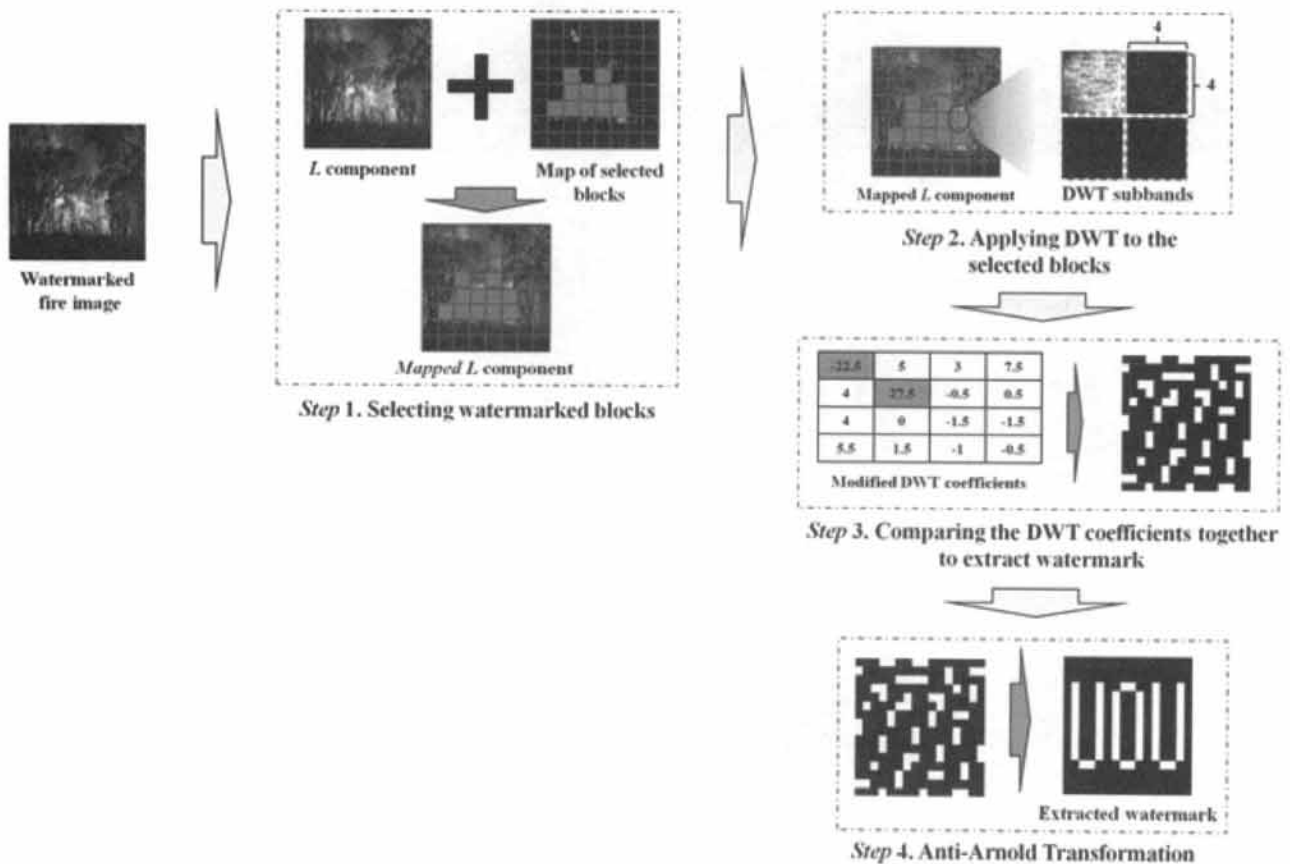 Watermarked
fire image
L component
Map of selected
blocks
Mapped L component
Step 1. Selecting watermarked blocks
4
4
Mapped L component
DWT subbands
Step 2. Applying DWT to the
selected blocks
-22.5 5 3 7.5
4 27.5 -0.5 0.5
4 0 -1.5 -1.5
5.5 1.5 -1 -0.5
Modified DWT coefficients
Step 3. Comparing the DWT coefficients together
to extract watermark
Extracted watermark
Step 4. Anti-Arnold Transformation